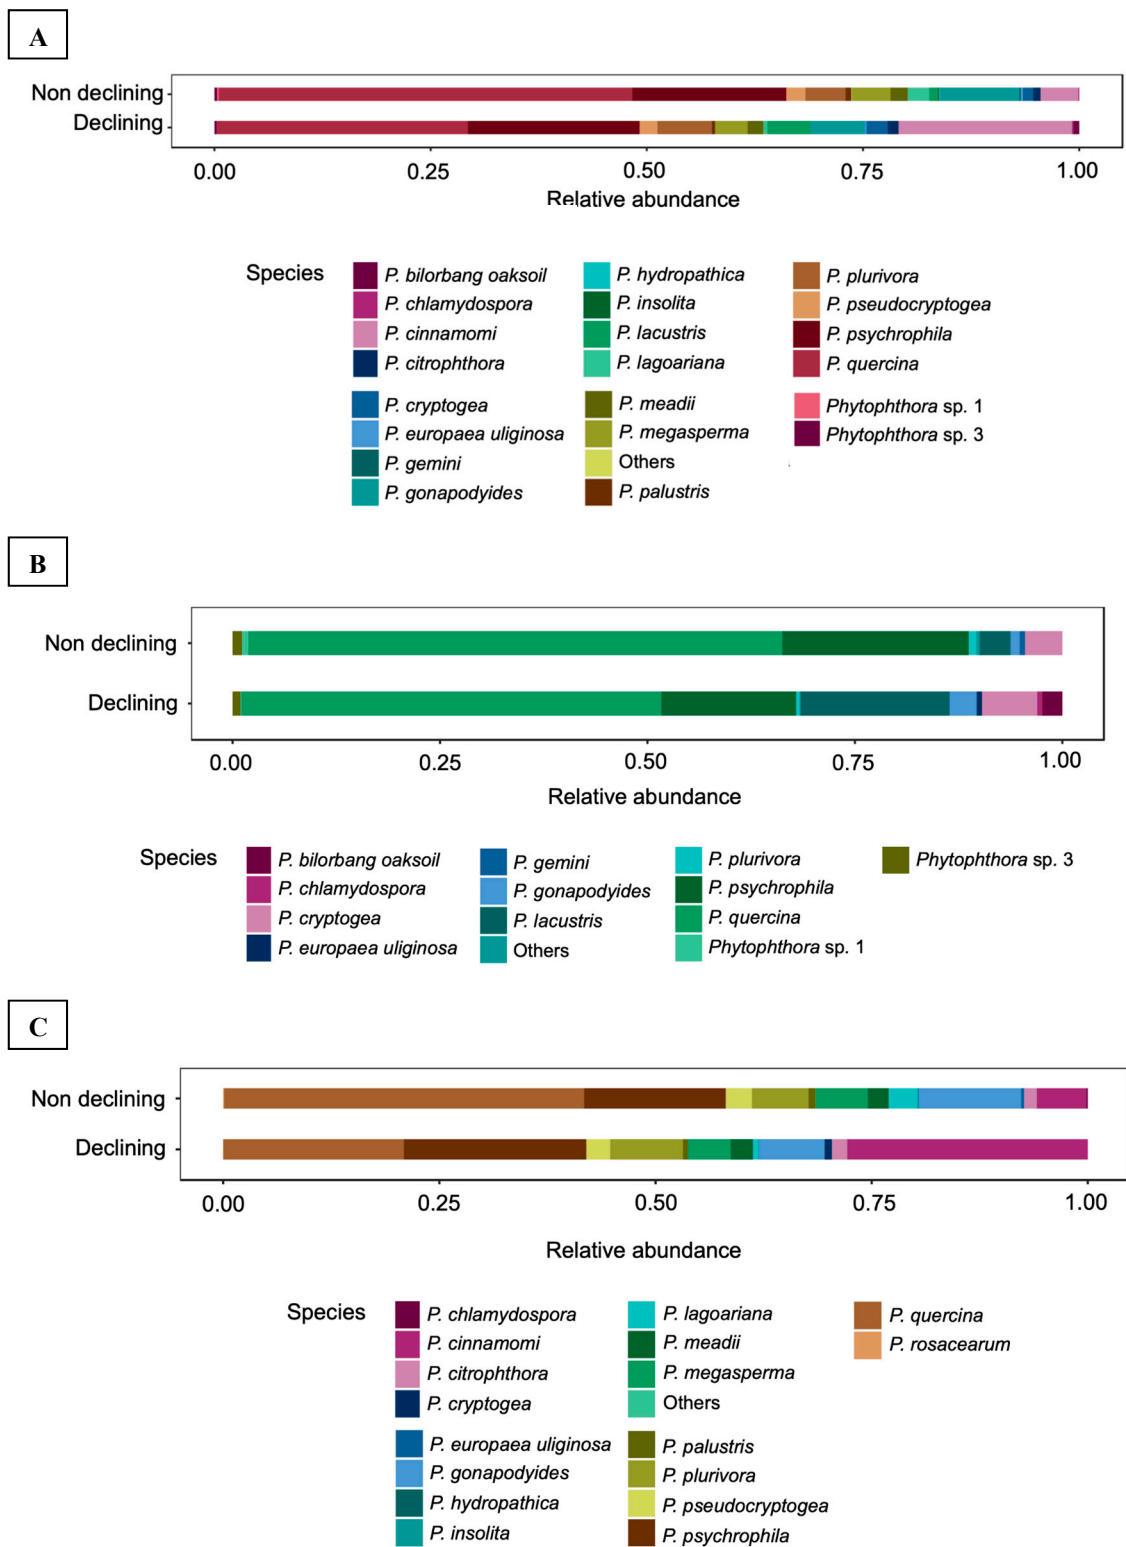 A
Non declining
Declining
0.00 0.25 0.50 0.75 1.00
Relative abundance
Species
P. bilorbang oaksoil
P. chlamydospora
P. cinnamomi
P. citrophthora
P. cryptogea
P. europaea uliginosa
P. gemini
P. gonapodyides
P. hydropathica
P. insolita
P. lacustris
P. lagoariana
P. meadii
P. megasperma
Others
P. palustris
P. plurivora
P. pseudocryptogea
P. psychrophila
P. quercina
Phytophthora sp. 1
Phytophthora sp. 3
B
Non declining
Declining
0.00 0.25 0.50 0.75 1.00
Relative abundance
Species
P. bilorbang oaksoil
P. chlamydospora
P. cryptogea
P. europaea uliginosa
P. gemini
P. gonapodyides
P. lacustris
Others
P. plurivora
P. psychrophila
P. quercina
Phytophthora sp. 1
Phytophthora sp. 3
C
Non declining
Declining
0.00 0.25 0.50 0.75 1.00
Relative abundance
Species
P. chlamydospora
P. cinnamomi
P. citrophthora
P. cryptogea
P. europaea uliginosa
P. gonapodyides
P. hydropathica
P. insolita
P. lagoariana
P. meadii
P. megasperma
Others
P. palustris
P. plurivora
P. pseudocryptogea
P. psychrophila
P. quercina
P. rosacearum